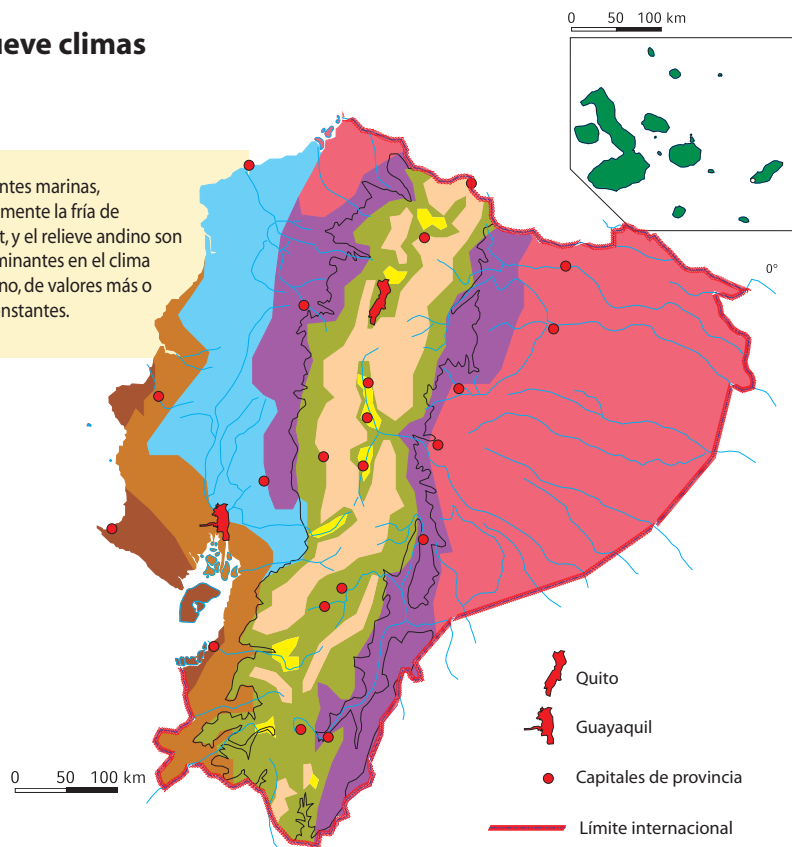 ueve climas
0 50 100 km
ntes marinas,
mente la fría de
t, y el relieve andino son
minantes en el clima
no, de valores más o
nstantes.
0°
Quito
Guayaquil
Capitales de provincia
Límite internacional
0 50 100 km